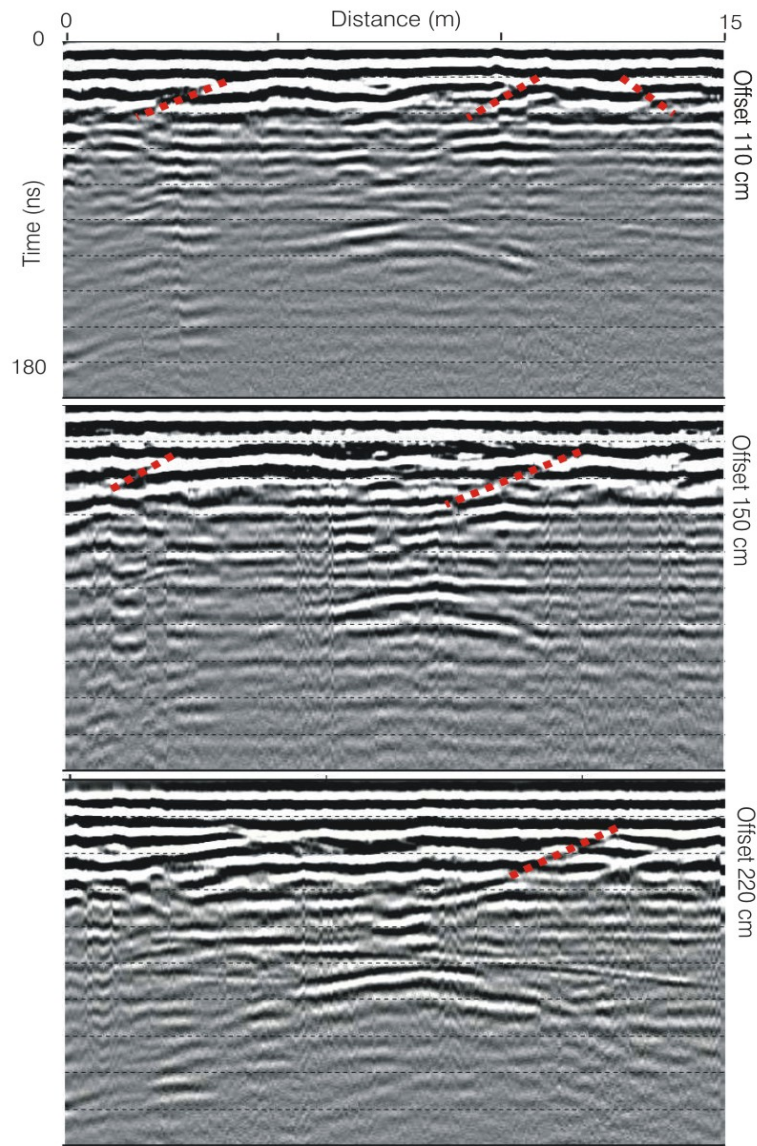 0 Distance (m) 15
0
Time (ns)
180
Offset 110 cm
Offset 150 cm
Offset 220 cm